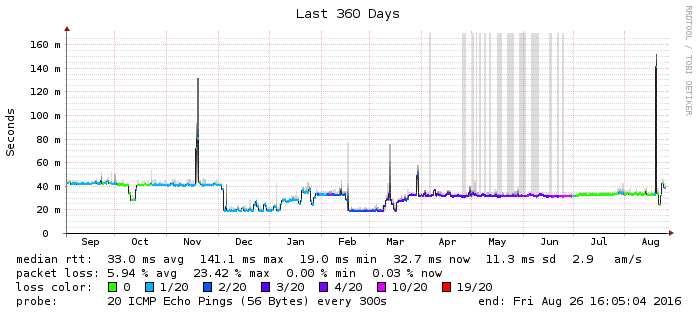 Last 360 Days
RRDTOOL / TOBI OETIKER
Seconds
160 m
140 m
120 m
100 m
80 m
60 m
40 m
20 m
0
Sep Oct Nov Dec Jan Feb Mar Apr May Jun Jul Aug
median rtt: 33.0 ms avg 141.1 ms max 19.0 ms min 32.7 ms now 11.3 ms sd 2.9 am/s
packet loss: 5.94 % avg 23.42 % max 0.00 % min 0.03 % now
loss color: 0 1/20 2/20 3/20 4/20 10/20 19/20
probe: 20 ICMP Echo Pings (56 Bytes) every 300s end: Fri Aug 26 16:05:04 2016